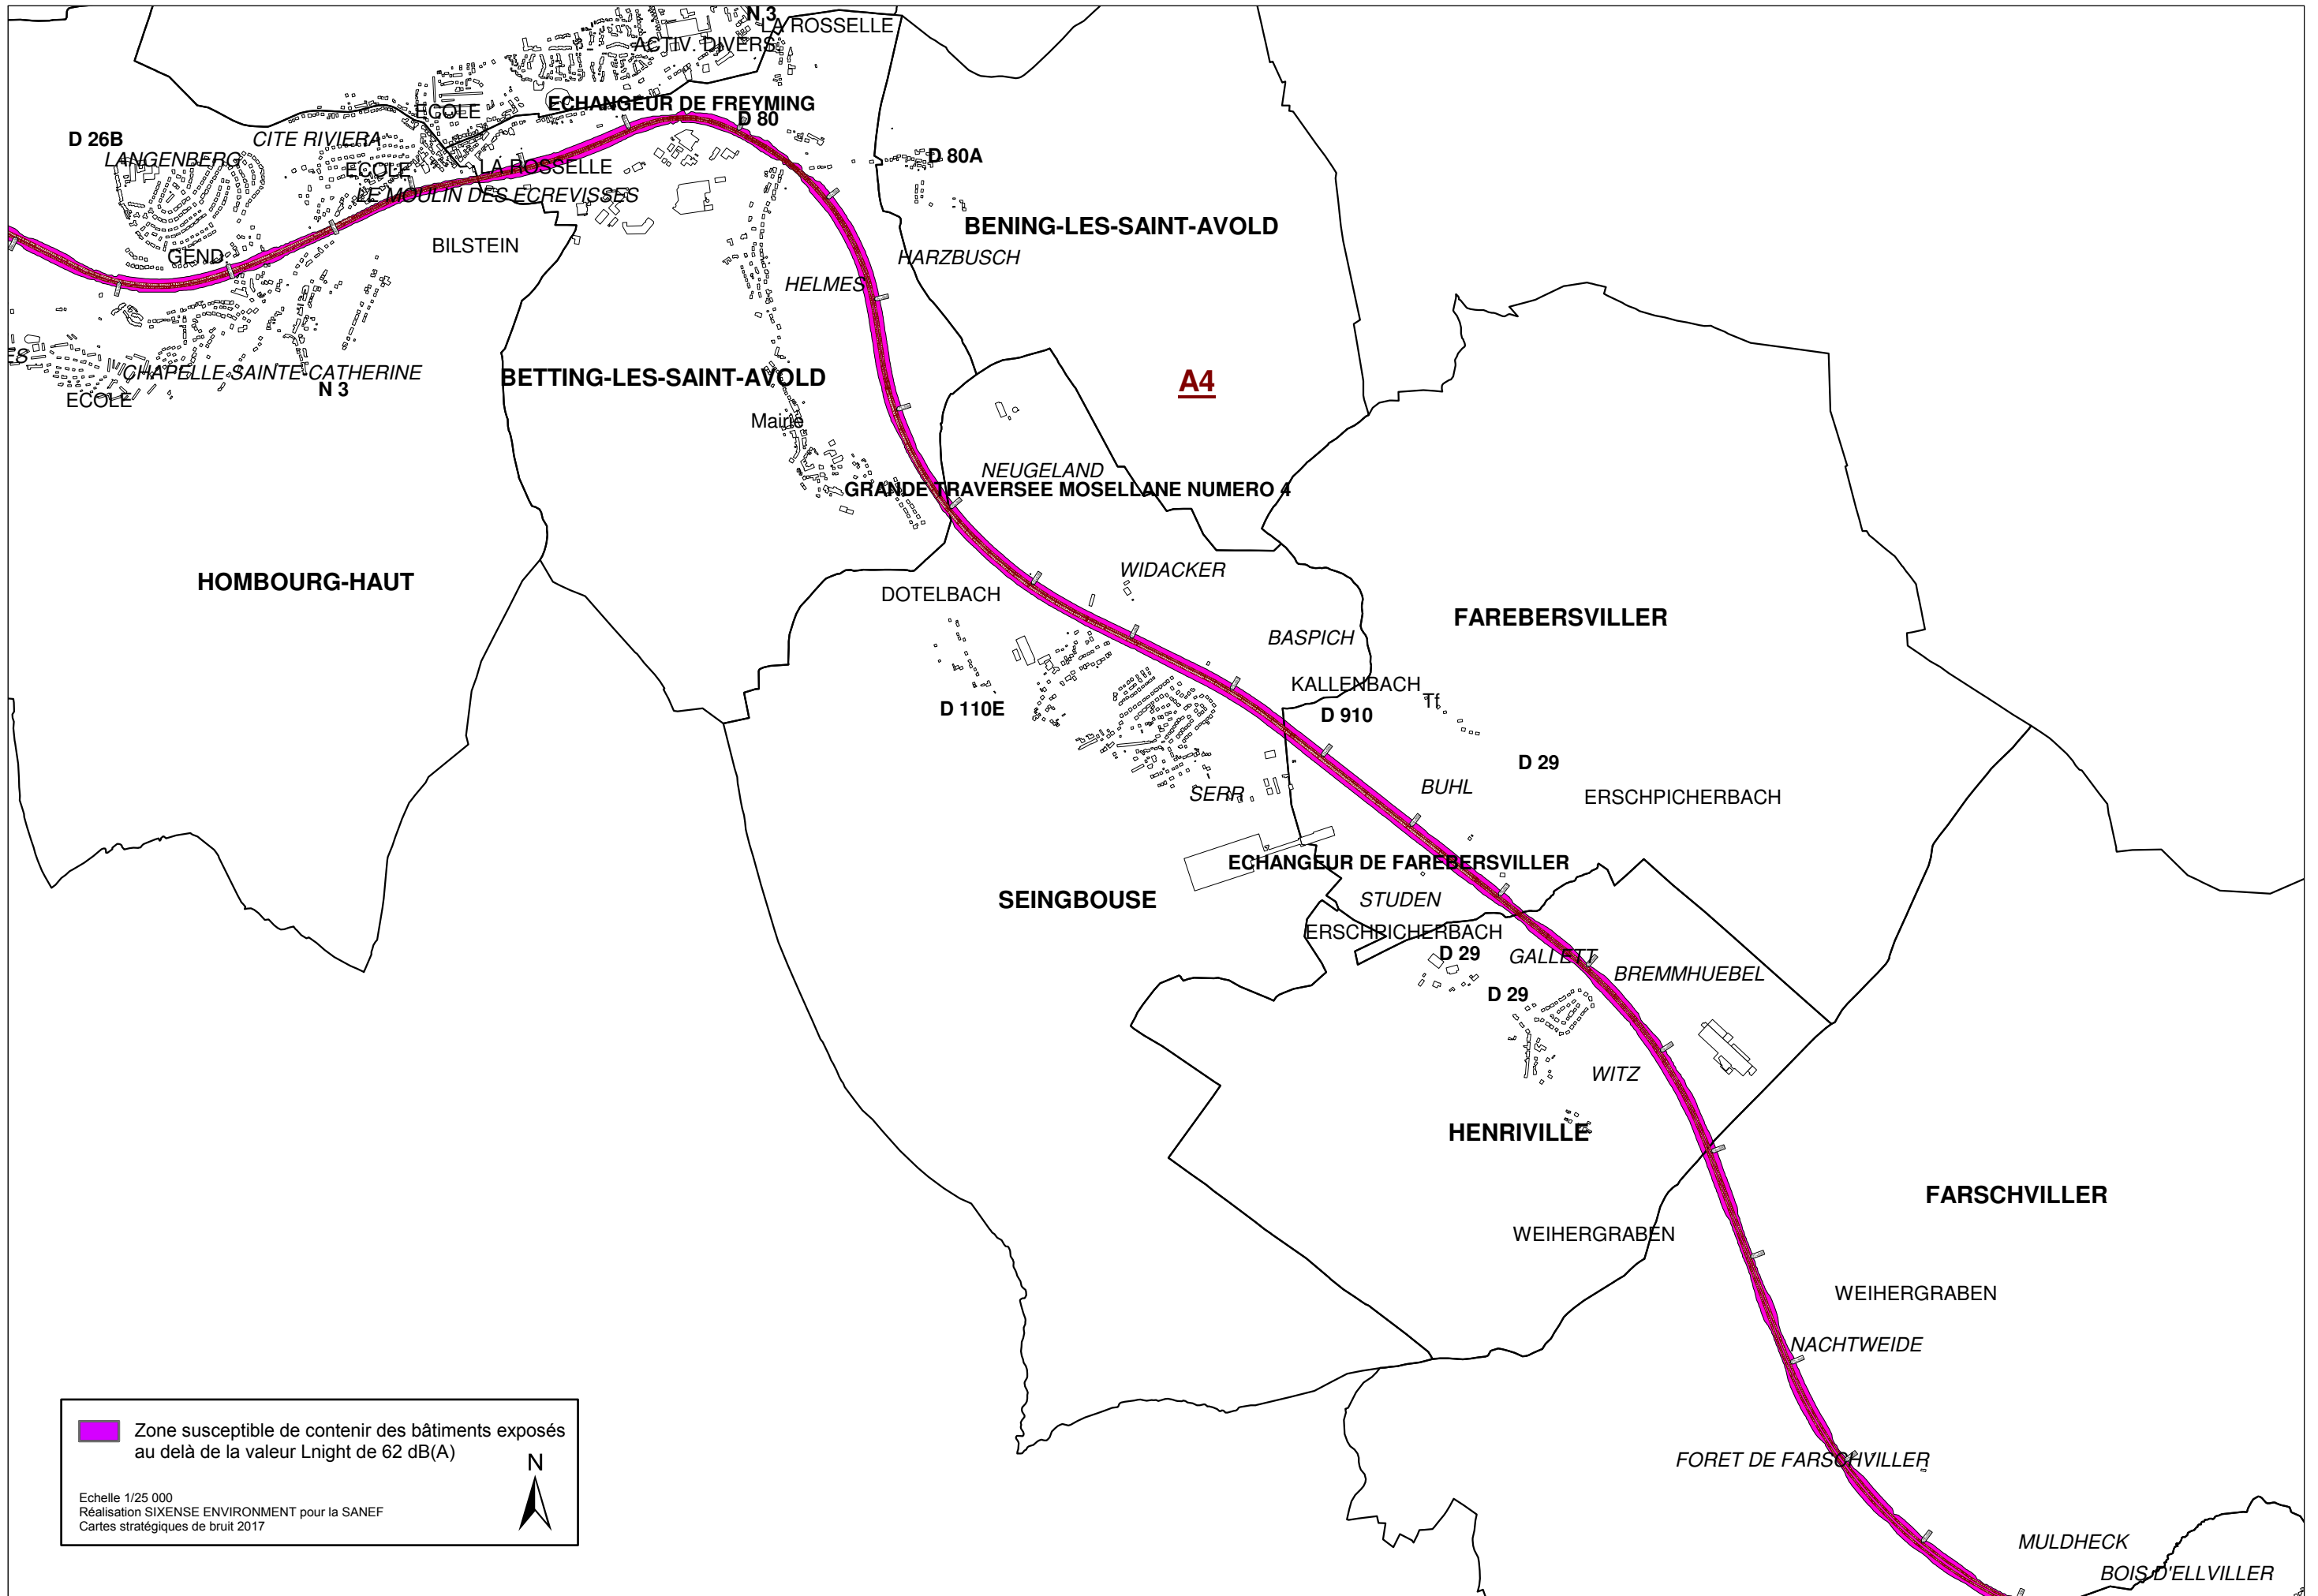 N 3
LA ROSSELLE
ACTIV. DIVERS
ECHANGEUR DE FREYMING
ECOLE
D 80
D 26B
CITE RIVIERA
LANGENBERG
D 80A
ECOLE
LA ROSSELLE
LE MOULIN DES ECREVISSES
BENING-LES-SAINT-AVOLD
BILSTEIN
GEND.
HARZBUSCH
HELMES
ES
CHAPELLE SAINTE-CATHERINE
N 3
ECOLE
BETTING-LES-SAINT-AVOLD
A4
Mairie
NEUGELAND
GRANDE TRAVERSEE MOSELLANE NUMERO 4
HOMBOURG-HAUT
WIDACKER
DOTELBACH
FAREBERSVILLER
BASPICH
KALLENBACH
Tf.
D 110E
D 910
D 29
BUHL
SERR
ERSCHPICHERBACH
ECHANGEUR DE FAREBERSVILLER
SEINGBOUSE
STUDEN
ERSCHPICHERBACH
D 29
GALLETT
BREMMHUEBEL
D 29
WITZ
HENRIVILLE
FARSCHVILLER
WEIHERGRABEN
WEIHERGRABEN
NACHTWEIDE
FORET DE FARSCHVILLER
MULDHECK
BOIS D'ELLVILLER
Zone susceptible de contenir des bâtiments exposés
au delà de la valeur Lnight de 62 dB(A)
N
Echelle 1/25 000
Réalisation SIXENSE ENVIRONMENT pour la SANEF
Cartes stratégiques de bruit 2017